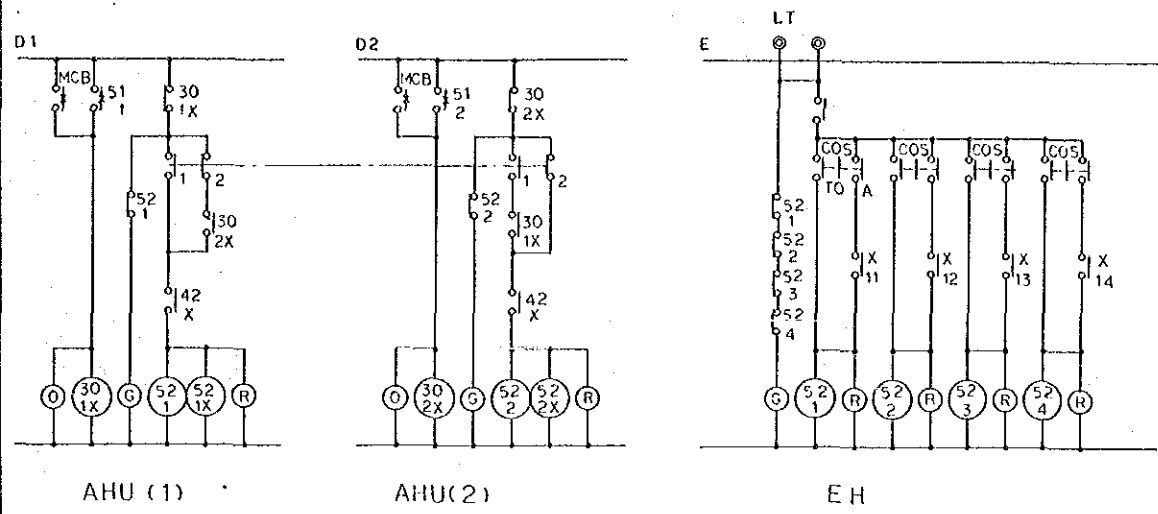 LT
D1
D2
E
MCB
51
1
30
1X
MCB
51
2
30
2X
COS
COS
COS
COS
1
2
1
2
TO
A
52
1
30
2X
52
2
30
1X
52
1
52
2
52
3
52
4
X
11
X
12
X
13
X
14
42
X
42
X
O
30
1X
G
52
1
52
1X
R
O
30
2X
G
52
2
52
2X
R
G
52
1
R
52
2
R
52
3
R
52
4
R
AHU (1)
AHU(2)
EH